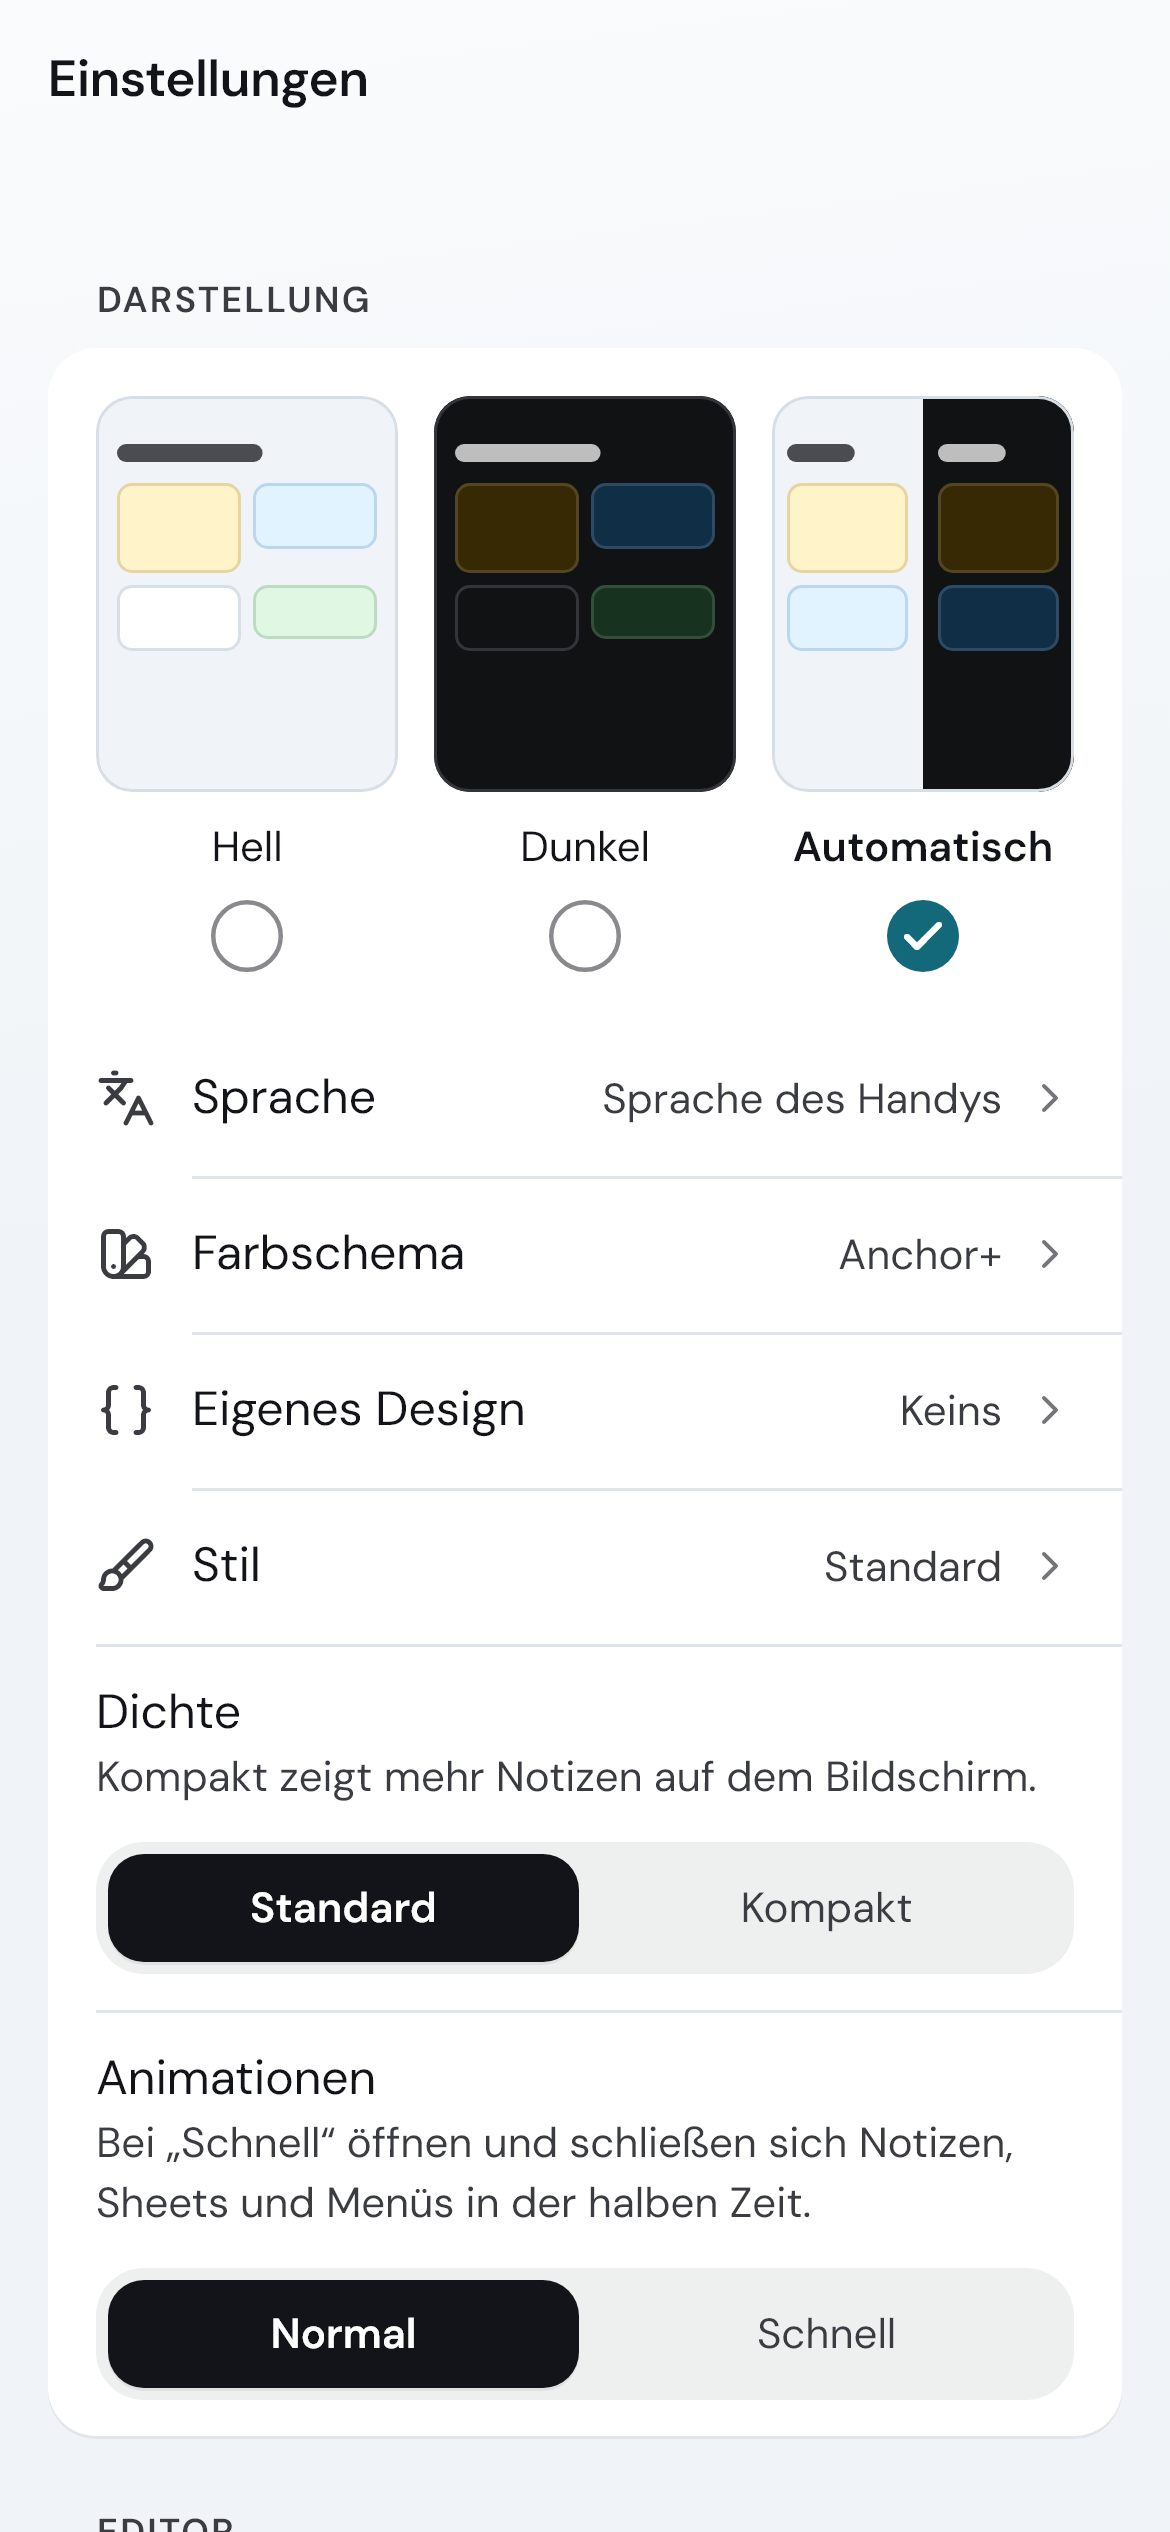 Einstellungen
DARSTELLUNG
Hell
Dunkel
Automatisch
Sprache
Sprache des Handys
Farbschema
Anchor+
Eigenes Design
Keins
Stil
Standard
Dichte
Kompakt zeigt mehr Notizen auf dem Bildschirm.
Standard
Kompakt
Animationen
Bei „Schnell“ öffnen und schließen sich Notizen,
Sheets und Menüs in der halben Zeit.
Normal
Schnell
EDITOR